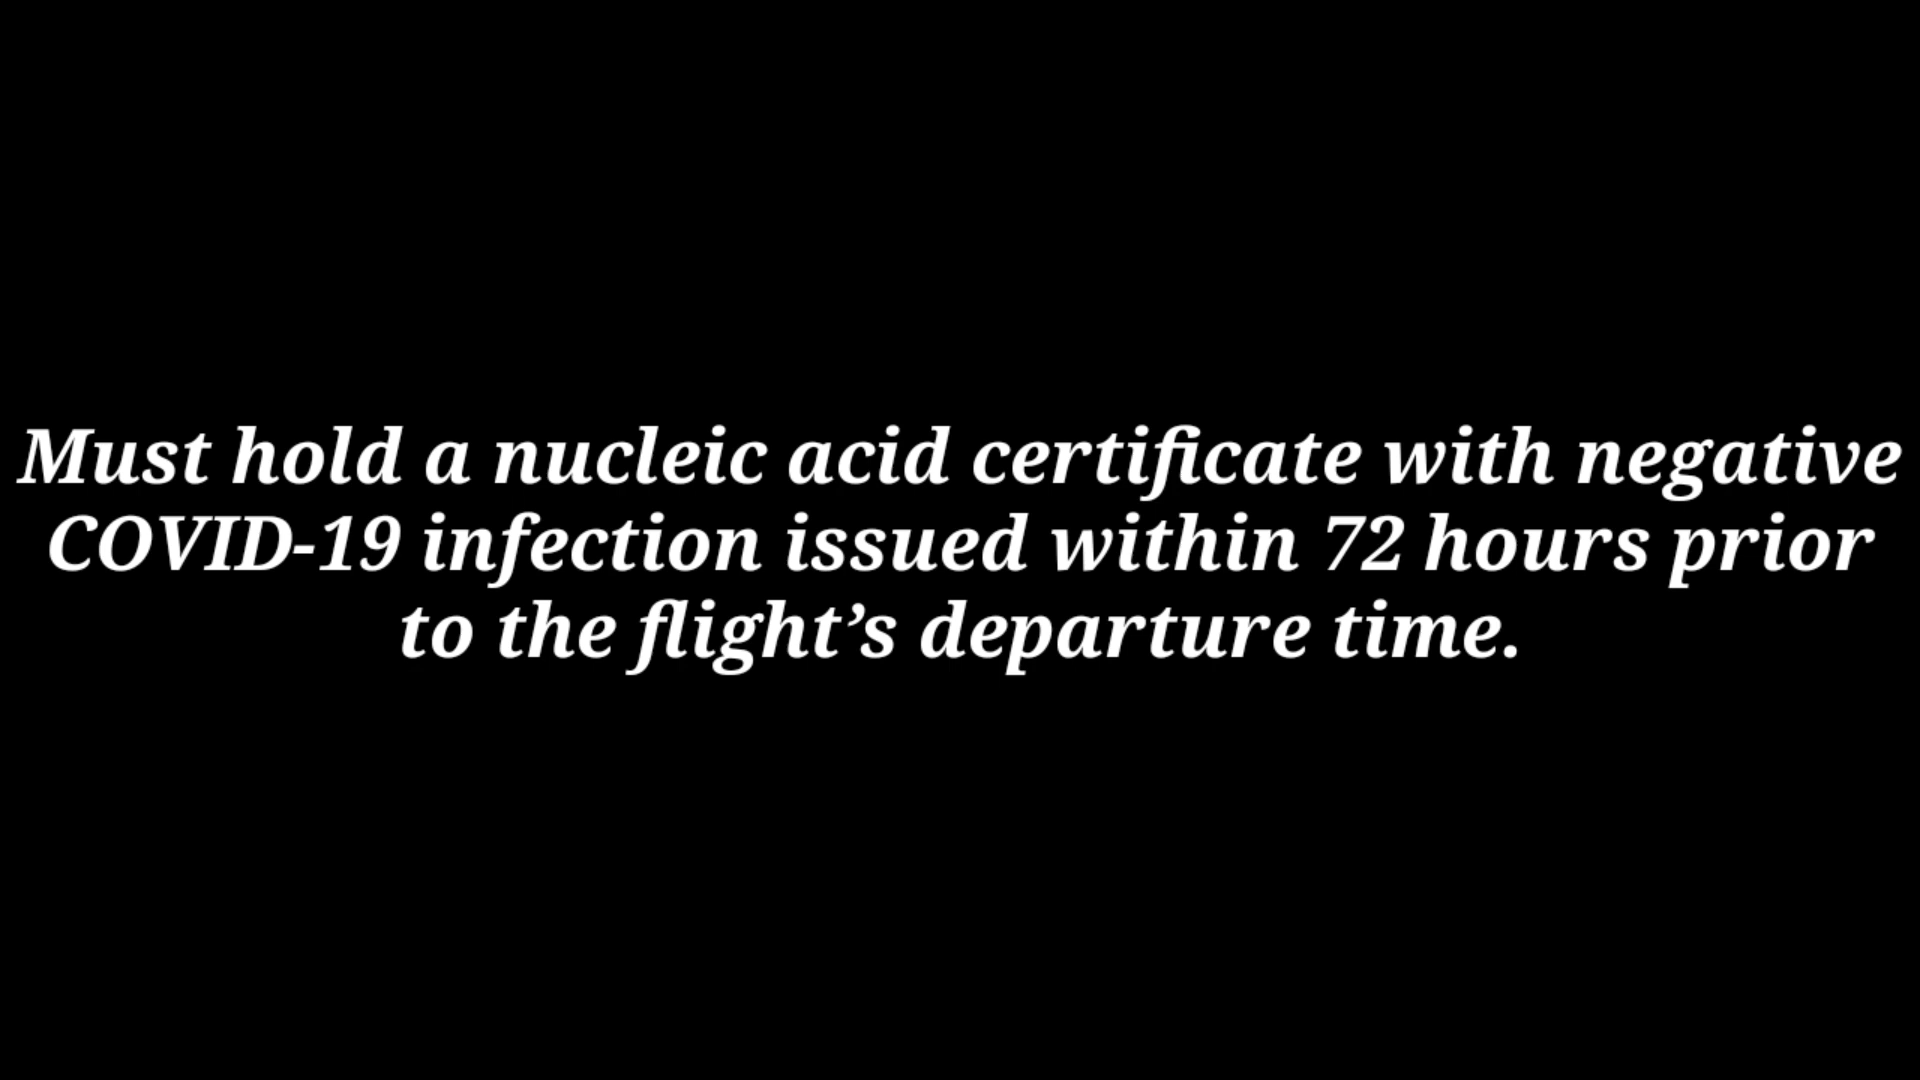 Must hold a nucleic acid certificate with negative
COVID-19 infection issued within 72 hours prior
to the flight’s departure time.